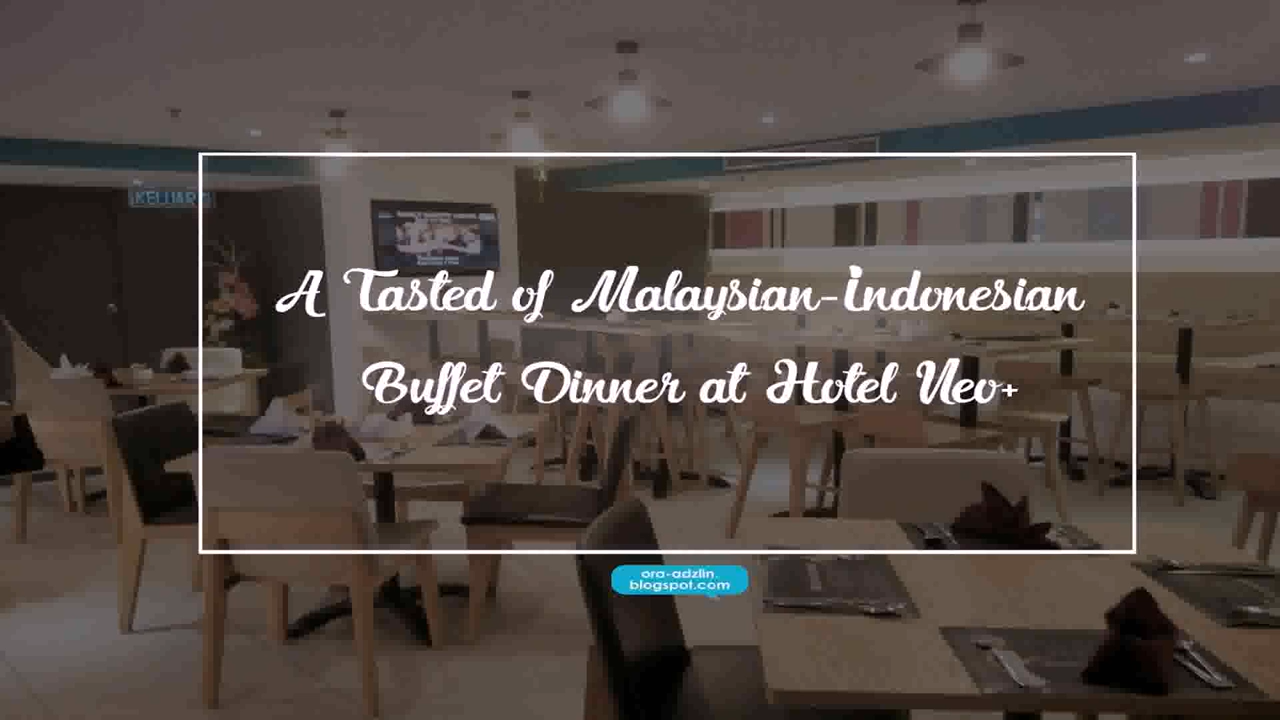 KELUAR
A Tasted of Malaysian-Indonesian
Buffet Dinner at Hotel Neo+
ora-adzlin.
blogspot.com